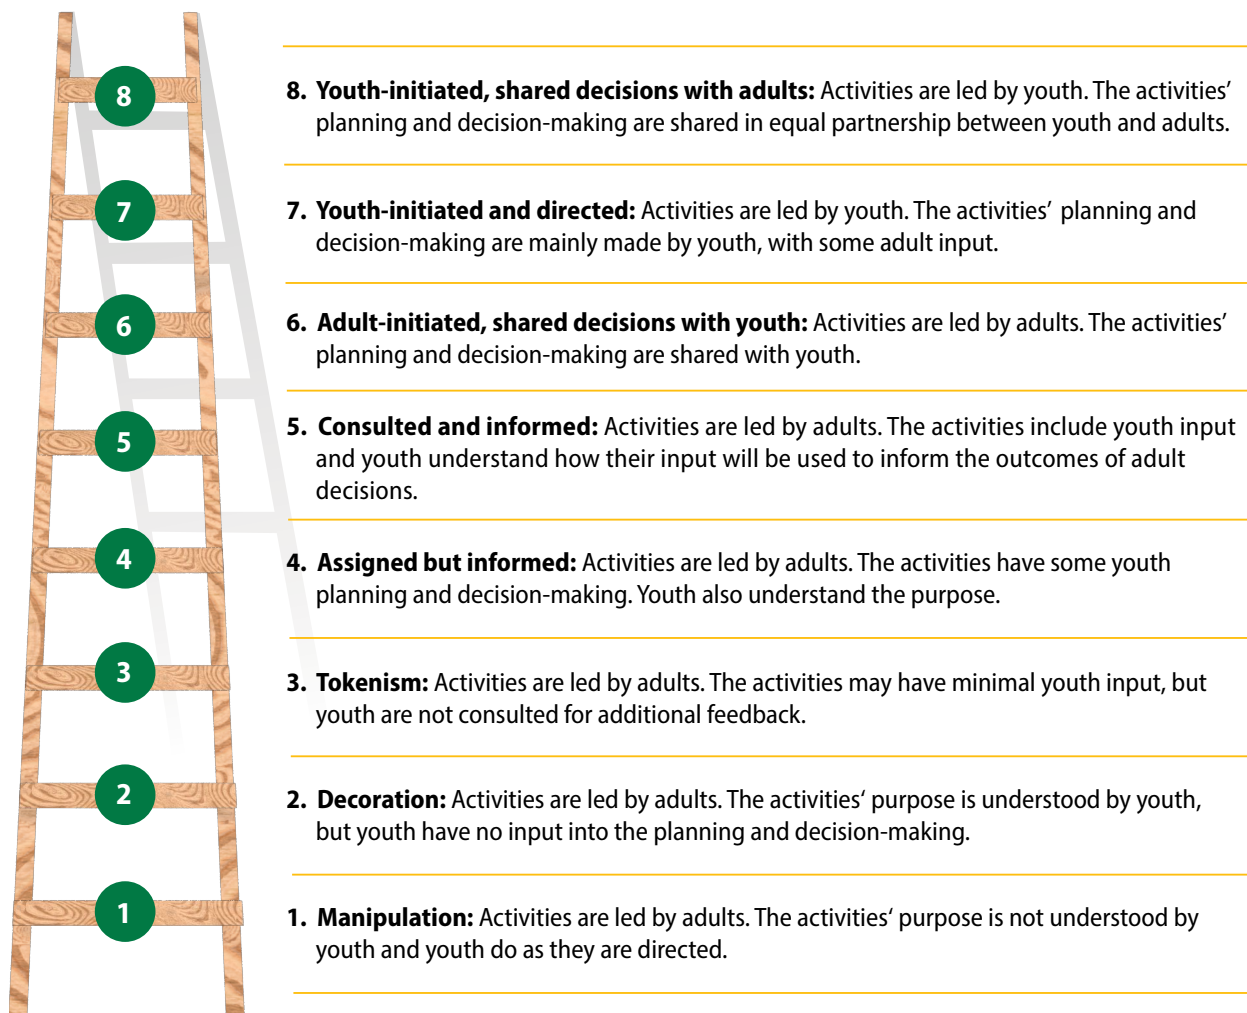 8
8. Youth-initiated, shared decisions with adults: Activities are led by youth. The activities’
planning and decision-making are shared in equal partnership between youth and adults.
7
7. Youth-initiated and directed: Activities are led by youth. The activities’ planning and
decision-making are mainly made by youth, with some adult input.
6
6. Adult-initiated, shared decisions with youth: Activities are led by adults. The activities’
planning and decision-making are shared with youth.
5
5. Consulted and informed: Activities are led by adults. The activities include youth input
and youth understand how their input will be used to inform the outcomes of adult
decisions.
4
4. Assigned but informed: Activities are led by adults. The activities have some youth
planning and decision-making. Youth also understand the purpose.
3
3. Tokenism: Activities are led by adults. The activities may have minimal youth input, but
youth are not consulted for additional feedback.
2
2. Decoration: Activities are led by adults. The activities‘ purpose is understood by youth,
but youth have no input into the planning and decision-making.
1
1. Manipulation: Activities are led by adults. The activities‘ purpose is not understood by
youth and youth do as they are directed.